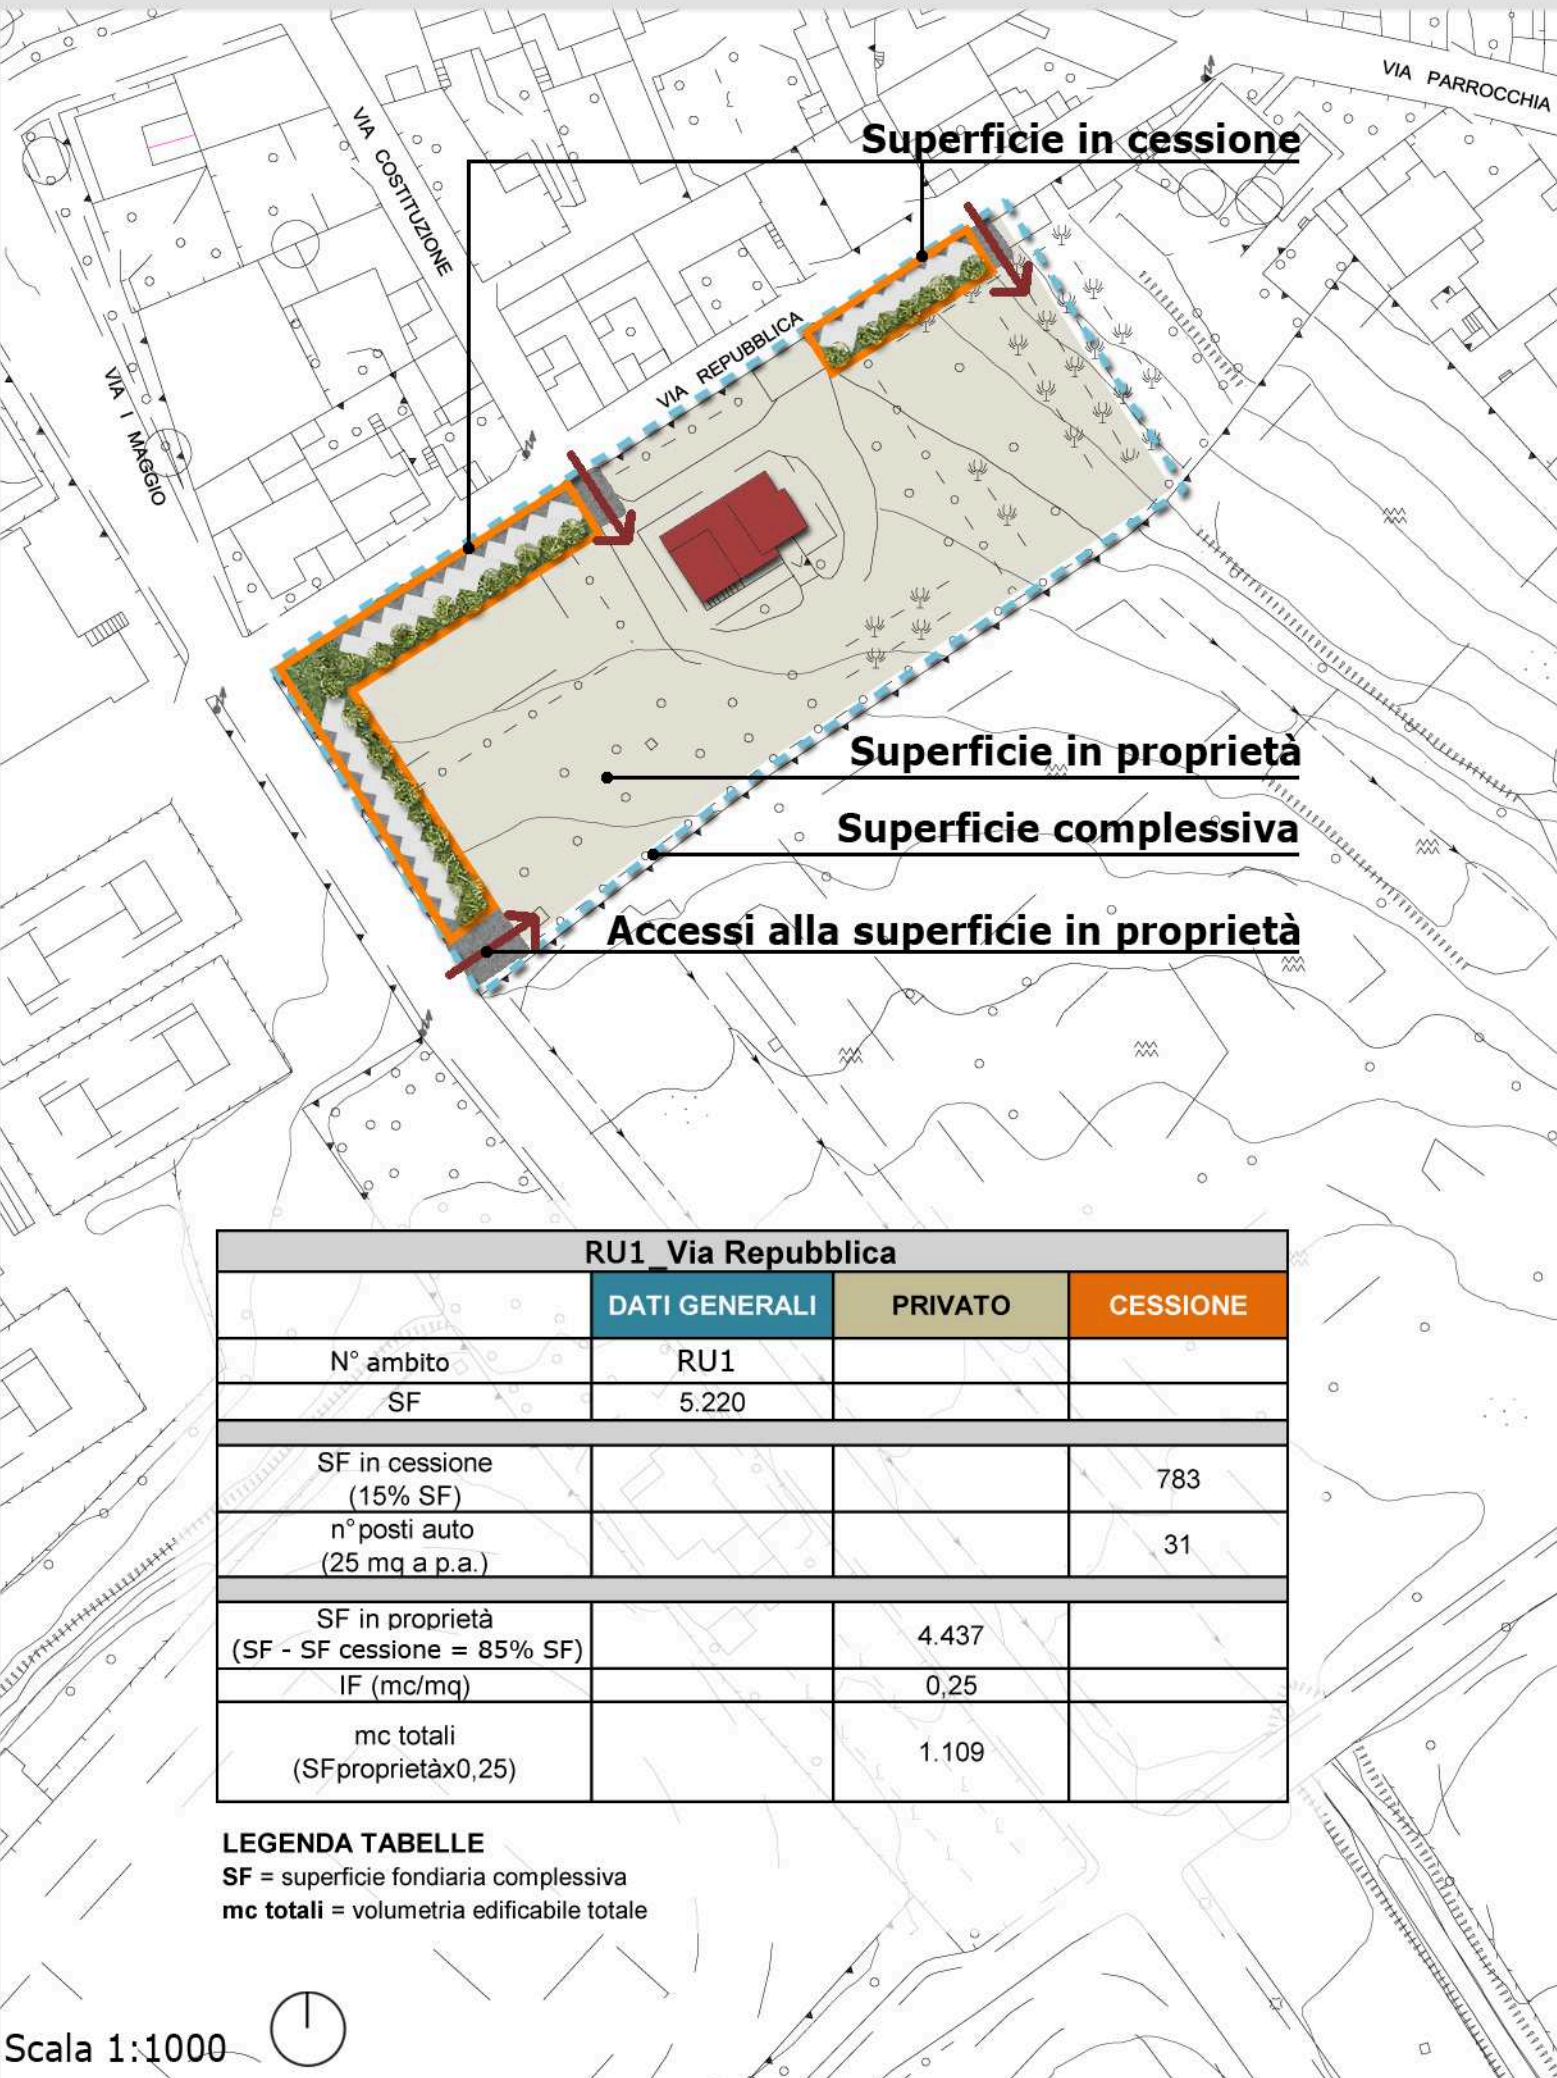 VIA PARROCCHIA
Superficie in cessione
VIA COSTITUZIONE
VIA REPUBBLICA
VIA I MAGGIO
Superficie in proprietà
Superficie complessiva
Accessi alla superficie in proprietà
RU1_Via Repubblica
DATI GENERALI PRIVATO CESSIONE
N° ambito RU1
SF 5.220
SF in cessione
(15% SF)
783
n°posti auto
(25 mq a p.a.)
31
SF in proprietà
(SF - SF cessione = 85% SF)
4.437
IF (mc/mq) 0,25
mc totali
(SFproprietàx0,25)
1.109
LEGENDA TABELLE
SF = superficie fondiaria complessiva
mc totali = volumetria edificabile totale
Scala 1:1000